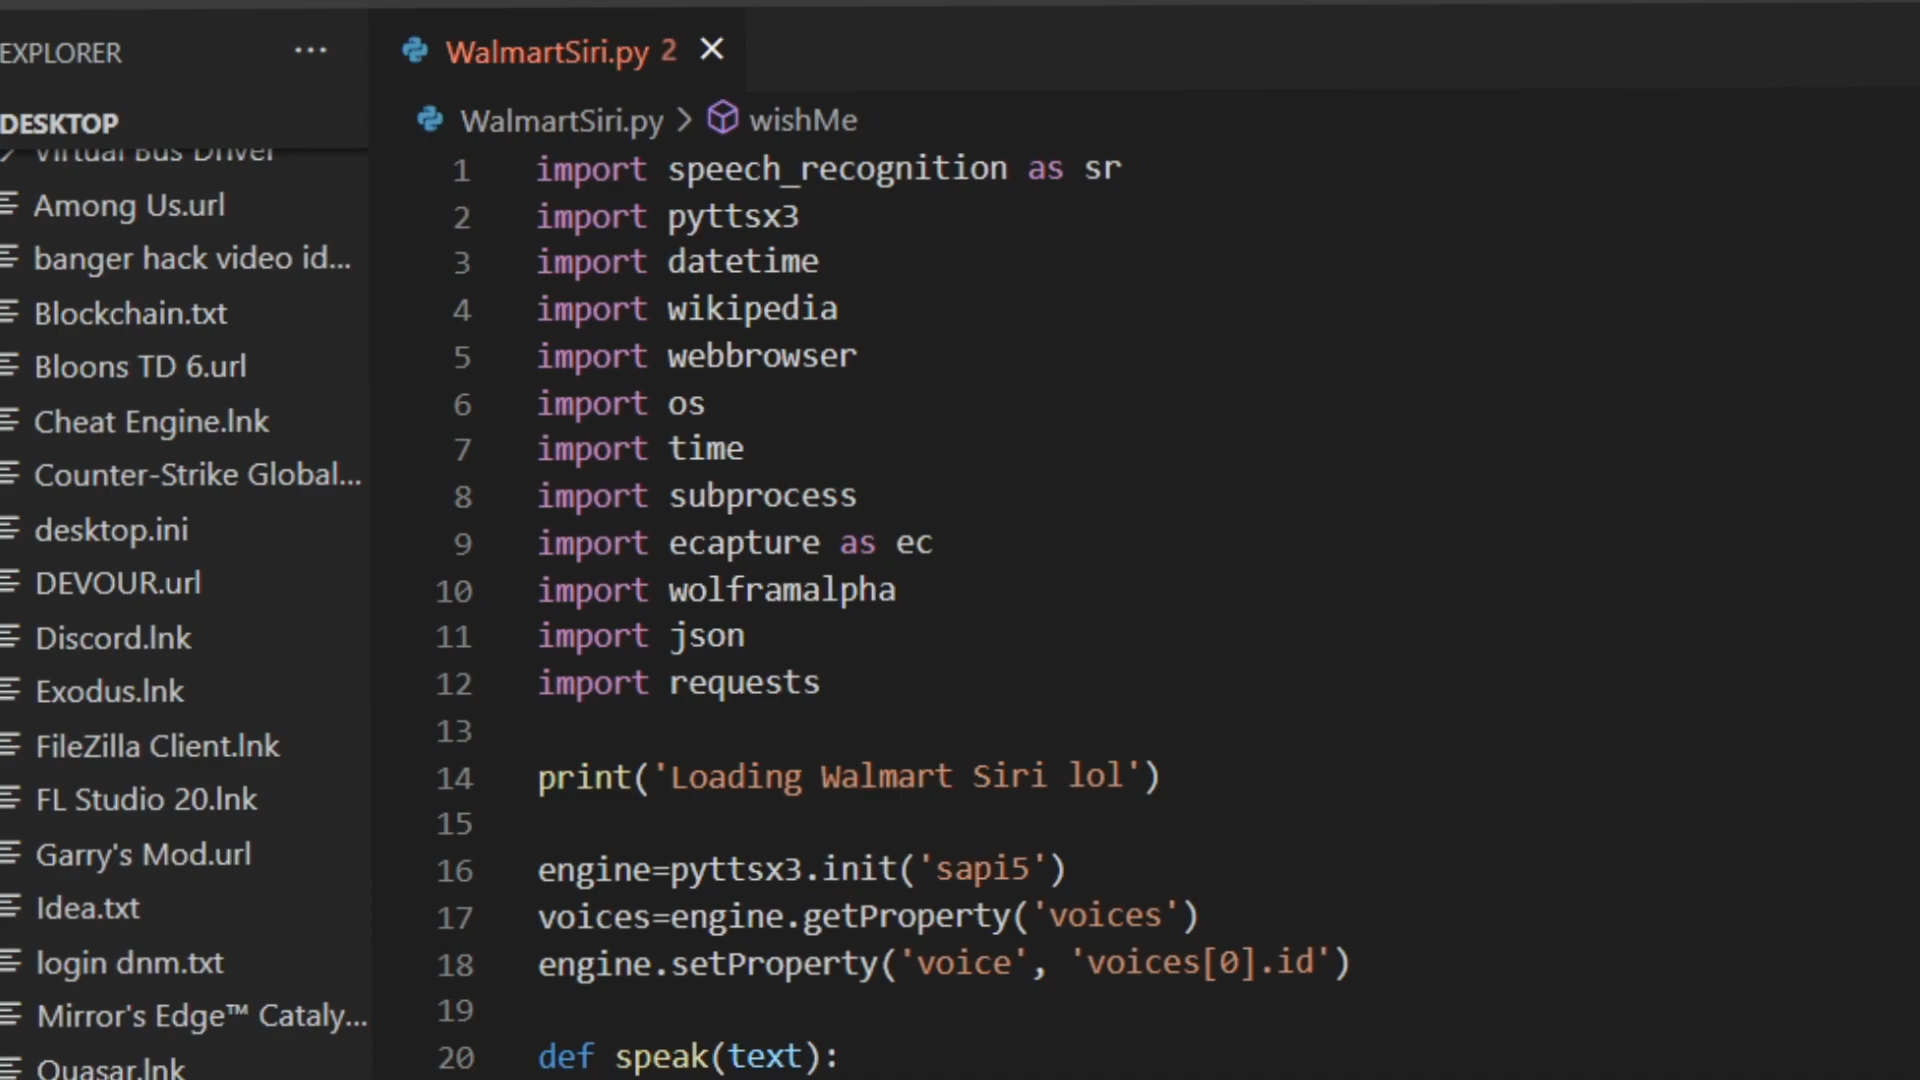 EXPLORER ...
DESKTOP
Virtual Bus Driver
Among Us.url
banger hack video id...
Blockchain.txt
Bloons TD 6.url
Cheat Engine.lnk
Counter-Strike Global...
desktop.ini
DEVOUR.url
Discord.lnk
Exodus.lnk
FileZilla Client.lnk
FL Studio 20.lnk
Garry's Mod.url
Idea.txt
login dnm.txt
Mirror's Edge™ Cataly...
Quasar.lnk
WalmartSiri.py 2 ✕
WalmartSiri.py > wishMe
1 import speech_recognition as sr
2 import pyttsx3
3 import datetime
4 import wikipedia
5 import webbrowser
6 import os
7 import time
8 import subprocess
9 import ecapture as ec
10 import wolframalpha
11 import json
12 import requests
13
14 print('Loading Walmart Siri lol')
15
16 engine=pyttsx3.init('sapi5')
17 voices=engine.getProperty('voices')
18 engine.setProperty('voice', 'voices[0].id')
19
20 def speak(text):